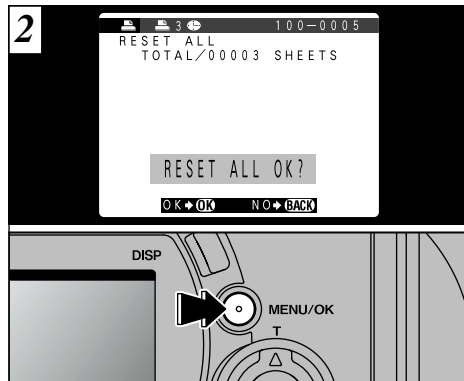 2
3 100-0005
RESET ALL
TOTAL/00003 SHEETS
RESET ALL OK?
OK OK NO BACK
DISP
MENU/OK
T